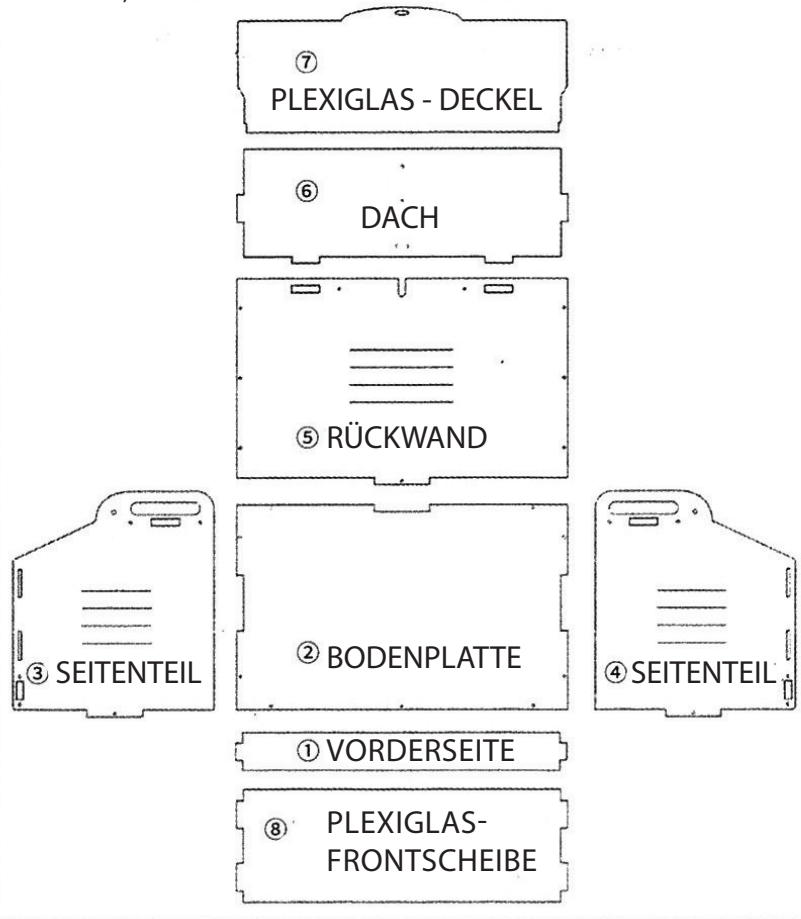 ⑦
PLEXIGLAS - DECKEL
⑥
DACH
⑤ RÜCKWAND
③ SEITENTEIL
② BODENPLATTE
④ SEITENTEIL
① VORDERSEITE
⑧ PLEXIGLAS-
FRONTSCHEIBE